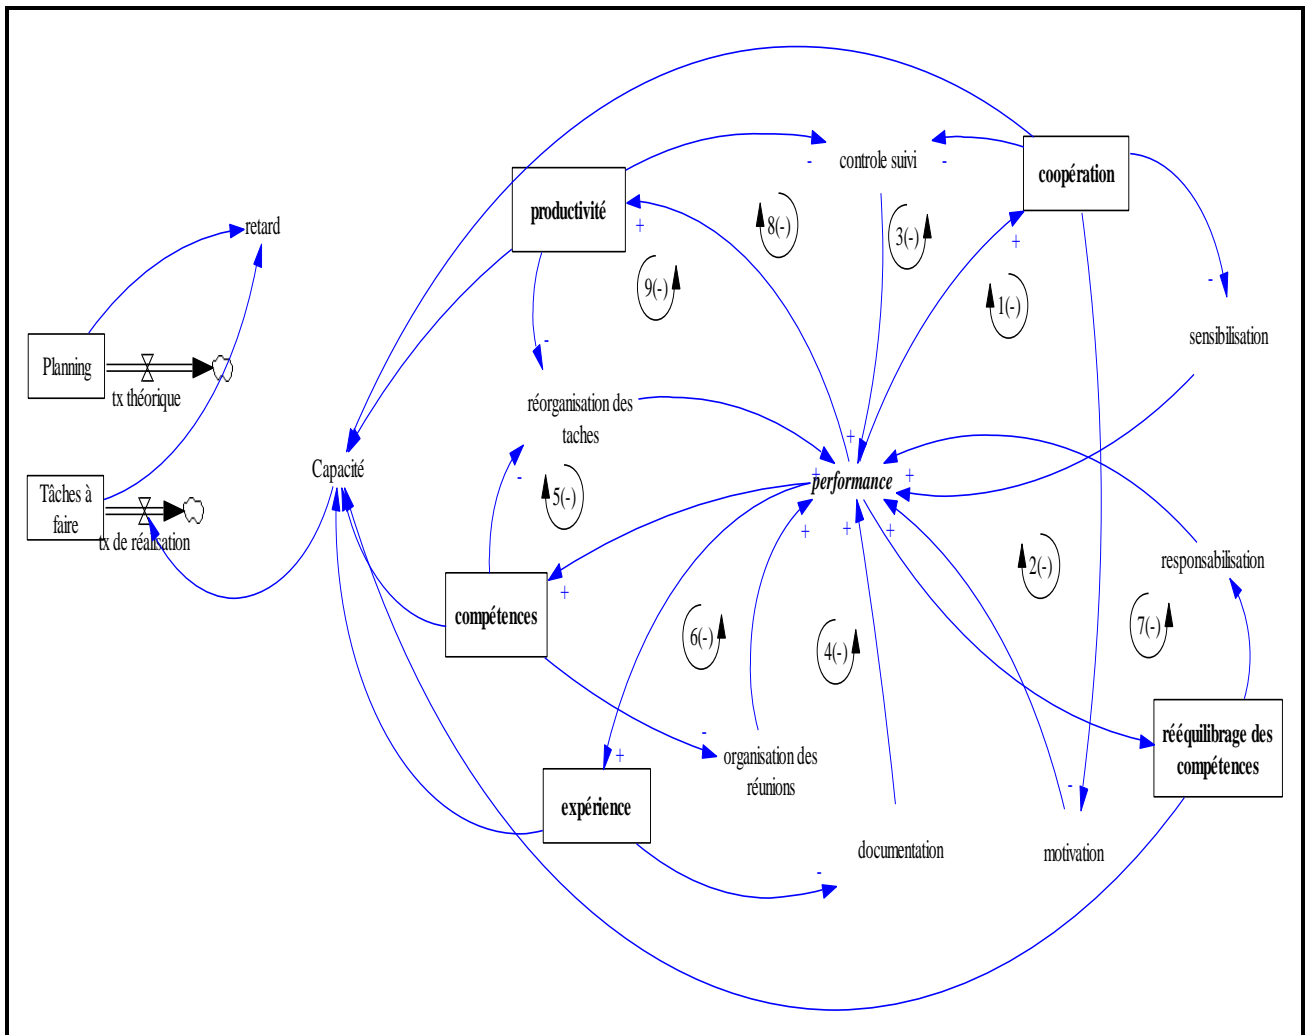 controle suivi
coopération
productivité
retard
8(-)
3(-)
9(-)
1(-)
sensibilisation
Planning
tx théorique
réorganisation des
taches
Capacité
performance
Tâches à
faire
tx de réalisation
5(-)
responsabilisation
2(-)
compétences
6(-)
4(-)
7(-)
rééquilibrage des
compétences
organisation des
réunions
expérience
documentation
motivation
-
-
+
+
-
-
+
+
+
-
+
+
+
+
-
+
-
-